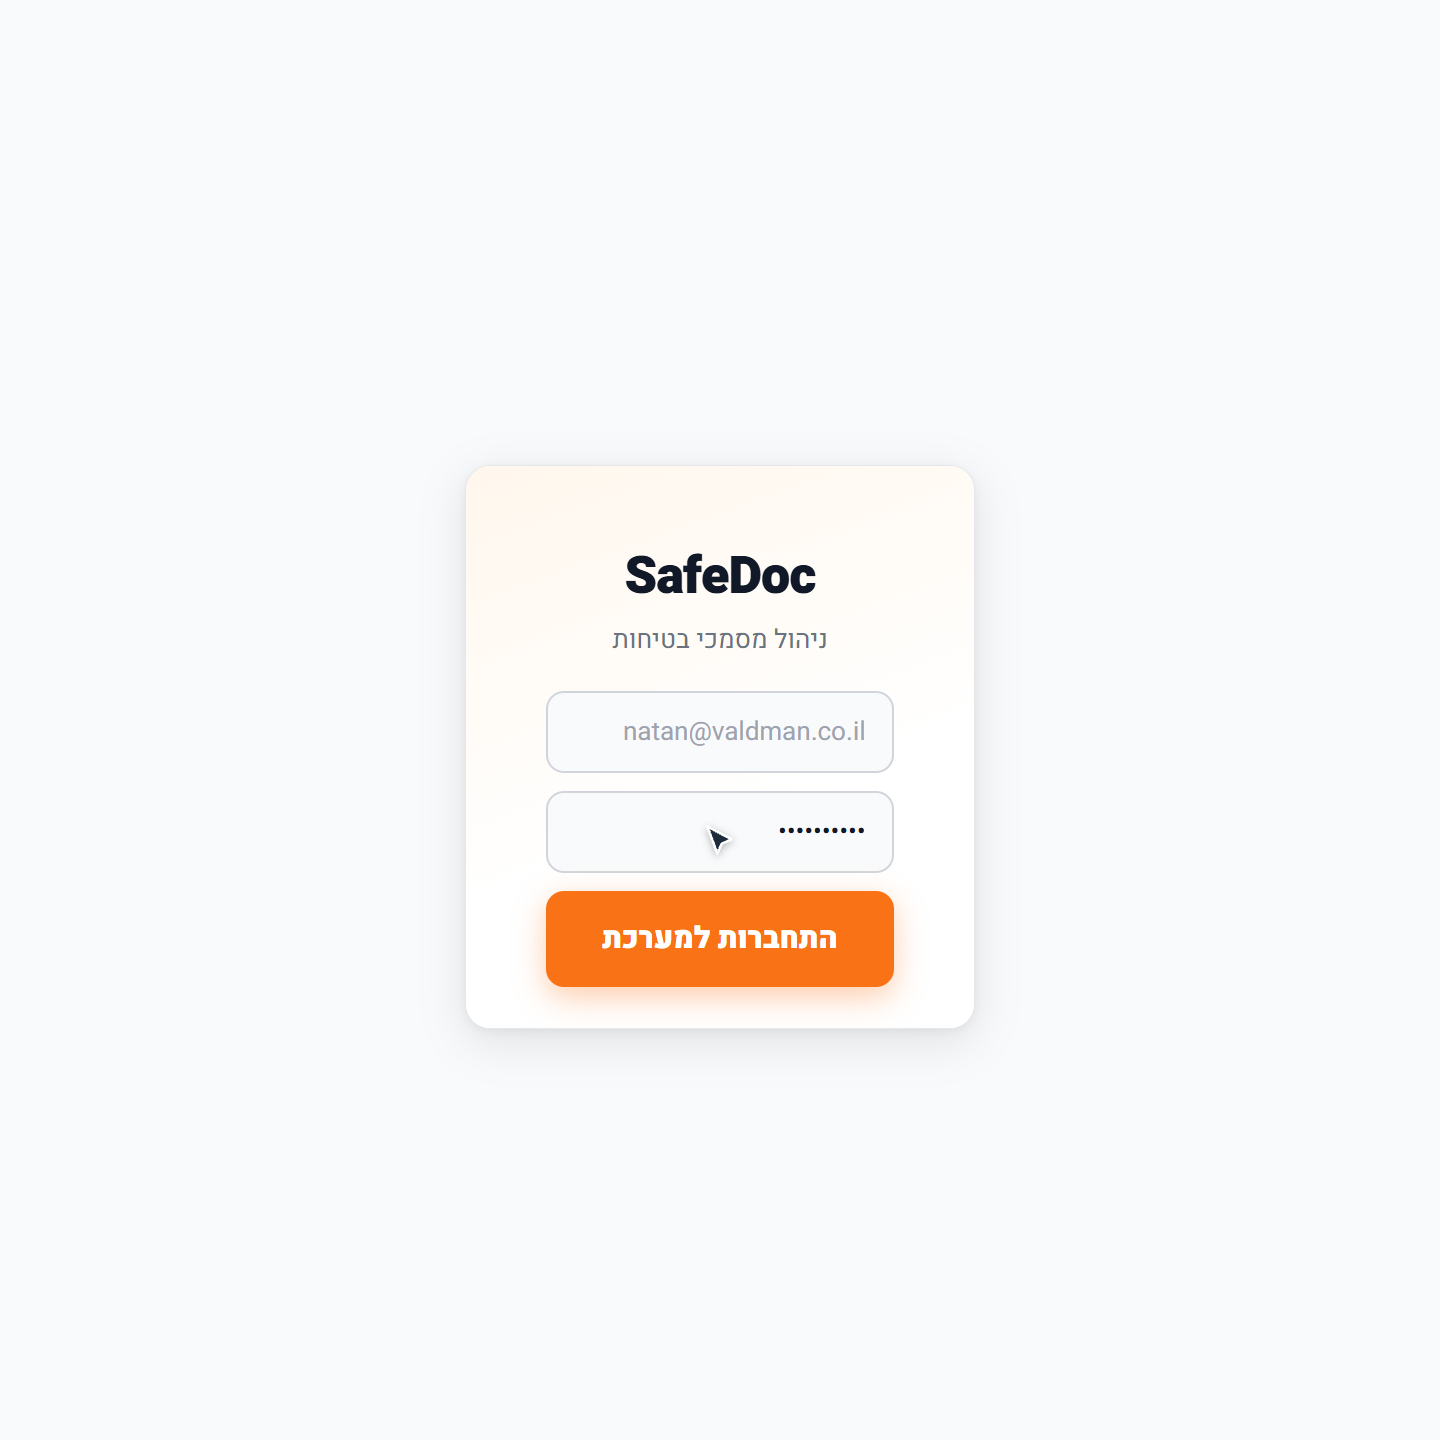 SafeDoc
ניהול מסמכי בטיחות
natan@valdman.co.il
••••••••••
התחברות למערכת